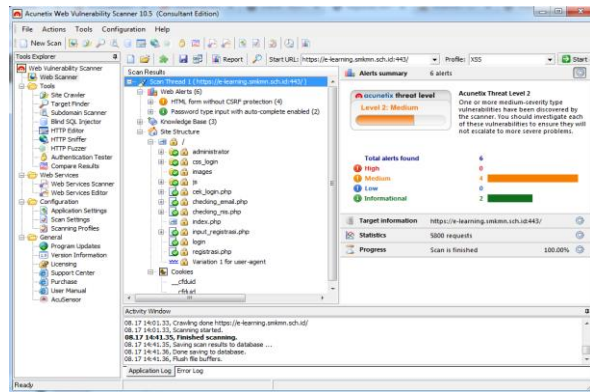 Acunetix Web Vulnerability Scanner 10.5 (Consultant Edition)
File Actions Tools Configuration Help
New Scan
Tools Explorer
Web Vulnerability Scanner
Web Scanner
Tools
Site Crawler
Target Finder
Subdomain Scanner
Blind SQL Injector
HTTP Editor
HTTP Sniffer
HTTP Fuzzer
Authentication Tester
Compare Results
Web Services
Web Services Scanner
Web Services Editor
Configuration
Application Settings
Scan Settings
Scanning Profiles
General
Program Updates
Version Information
Licensing
Support Center
Purchase
User Manual
AcuSensor
Report Start URL: https://e-learning.smkmn.sch.id:443/ Profile: XSS Start
Scan Results
Scan Thread 1 ( https://e-learning.smkmn.sch.id:443/ )
Web Alerts (6)
HTML form without CSRF protection (4)
Password type input with auto-complete enabled (2)
Knowledge Base (3)
Site Structure
/
administrator
css_login
images
js
cek_login.php
checking_email.php
index.php
input_registrasi.php
login
registrasi.php
Variation 1 for user-agent
Cookies
__cfduid
Alerts summary 6 alerts
acunetix threat level
Level 2: Medium
Acunetix Threat Level 2
One or more medium-severity type
vulnerabilities have been discovered by
the scanner. You should investigate each
of these vulnerabilities to ensure they will
not escalate to more severe problems.
Total alerts found 6
High 0
Medium 4
Low 0
Informational 2
Target information https://e-learning.smkmn.sch.id:443/
Statistics 5800 requests
Progress Scan is finished 100.00%
Activity Window
08.17 14:01.33, Crawling done https://e-learning.smkmn.sch.id/
08.17 14:01.33, Scanning started.
08.17 14:41.35, Finished scanning.
08.17 14:41.35, Saving scan results to database ...
08.17 14:41.36, Done saving to database.
08.17 14:41.36, Flush file buffers.
Application Log Error Log
Ready